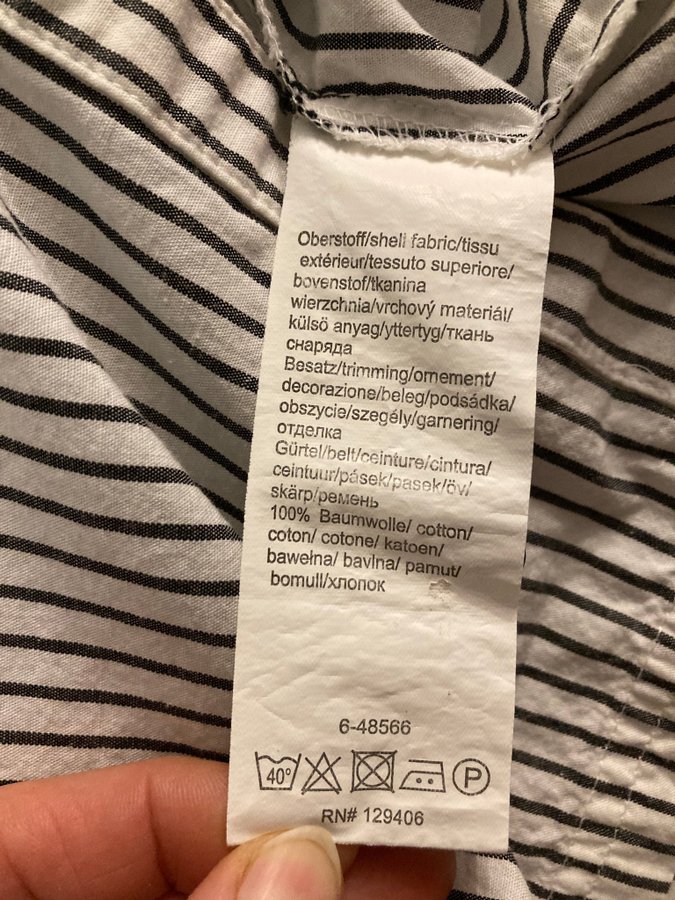 Oberstoff/shell fabric/tissu
extérieur/tessuto superiore/
bovenstof/tkanina
wierzchnia/vrchový materiál/
külsö anyag/yttertyg/ткань
снаряда
Besatz/trimming/ornement/
decorazione/beleg/podsádka/
obszycie/szegély/garnering/
отделка
Gürtel/belt/ceinture/cintura/
ceintuur/pásek/pasek/öv/
skärp/ремень
100% Baumwolle/ cotton/
coton/ cotone/ katoen/
bawełna/ bavlna/ pamut/
bomull/хлопок
6-48566
40° P
RN# 129406